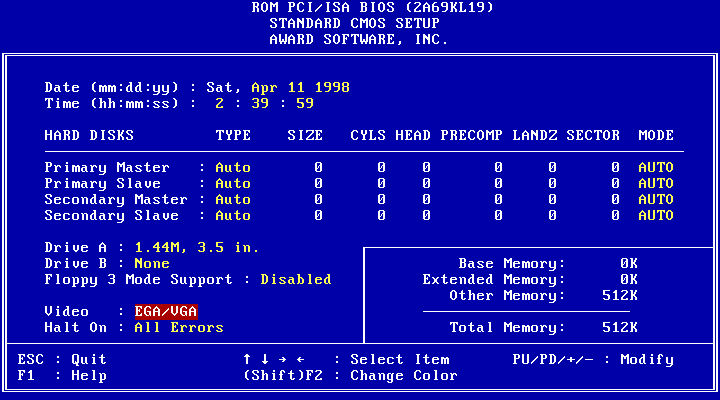 ROM PCI/ISA BIOS (2A69KL19)
STANDARD CMOS SETUP
AWARD SOFTWARE, INC.
Date (mm:dd:yy) : Sat, Apr 11 1998
Time (hh:mm:ss) :  2 : 39 : 59
HARD DISKS TYPE SIZE CYLS HEAD PRECOMP LANDZ SECTOR MODE
Primary Master : Auto 0 0 0 0 0 0 AUTO
Primary Slave : Auto 0 0 0 0 0 0 AUTO
Secondary Master : Auto 0 0 0 0 0 0 AUTO
Secondary Slave : Auto 0 0 0 0 0 0 AUTO
Drive A : 1.44M, 3.5 in.
Drive B : None
Floppy 3 Mode Support : Disabled
Video : EGA/VGA
Halt On : All Errors
Base Memory: 0K
Extended Memory: 0K
Other Memory: 512K
Total Memory: 512K
ESC : Quit ↑ ↓ → ← : Select Item PU/PD/+/- : Modify
F1 : Help (Shift)F2 : Change Color